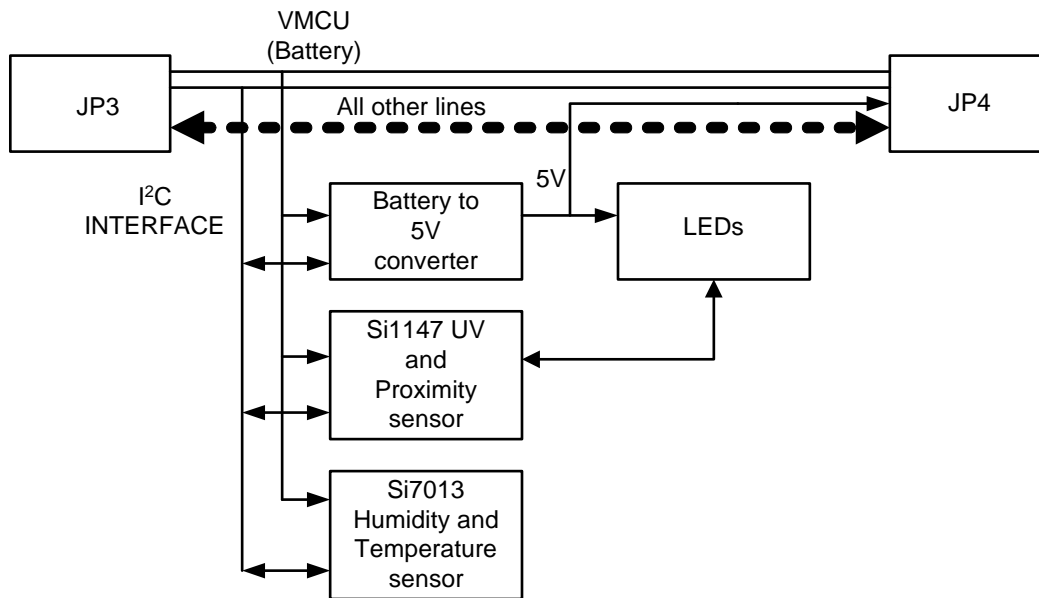 VMCU
(Battery)
JP3
JP4
All other lines
I²C
INTERFACE
5V
Battery to
5V
converter
LEDs
Si1147 UV
and
Proximity
sensor
Si7013
Humidity and
Temperature
sensor